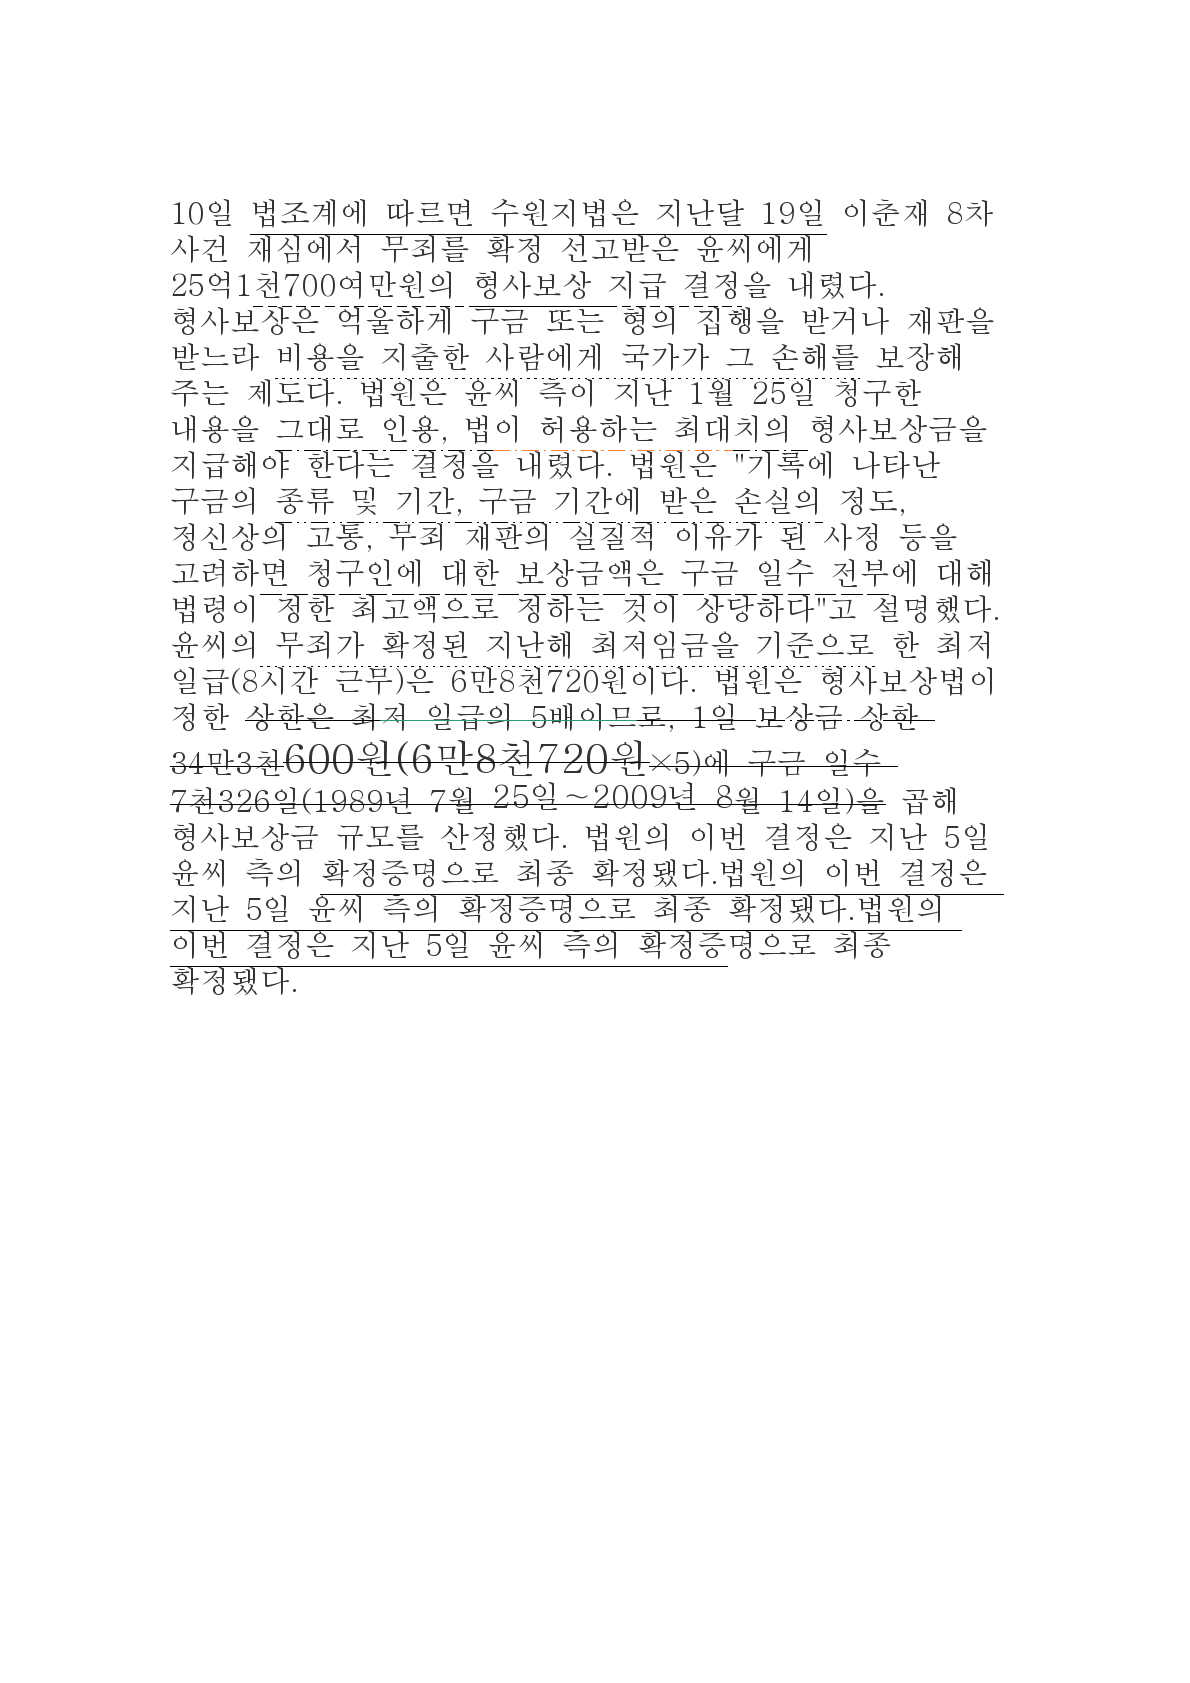 10일 법조계에 따르면 수원지법은 지난달 19일 이춘재 8차
사건 재심에서 무죄를 확정 선고받은 윤씨에게
25억1천700여만원의 형사보상 지급 결정을 내렸다.
형사보상은 억울하게 구금 또는 형의 집행을 받거나 재판을
받느라 비용을 지출한 사람에게 국가가 그 손해를 보장해
주는 제도다. 법원은 윤씨 측이 지난 1월 25일 청구한
내용을 그대로 인용, 법이 허용하는 최대치의 형사보상금을
지급해야 한다는 결정을 내렸다. 법원은 "기록에 나타난
구금의 종류 및 기간, 구금 기간에 받은 손실의 정도,
정신상의 고통, 무죄 재판의 실질적 이유가 된 사정 등을
고려하면 청구인에 대한 보상금액은 구금 일수 전부에 대해
법령이 정한 최고액으로 정하는 것이 상당하다"고 설명했다.
윤씨의 무죄가 확정된 지난해 최저임금을 기준으로 한 최저
일급(8시간 근무)은 6만8천720원이다. 법원은 형사보상법이
정한 상한은 최저 일급의 5배이므로, 1일 보상금 상한
34만3천600원(6만8천720원×5)에 구금 일수
7천326일(1989년 7월 25일～2009년 8월 14일)을 곱해
형사보상금 규모를 산정했다. 법원의 이번 결정은 지난 5일
윤씨 측의 확정증명으로 최종 확정됐다.법원의 이번 결정은
지난 5일 윤씨 측의 확정증명으로 최종 확정됐다.법원의
이번 결정은 지난 5일 윤씨 측의 확정증명으로 최종
확정됐다.